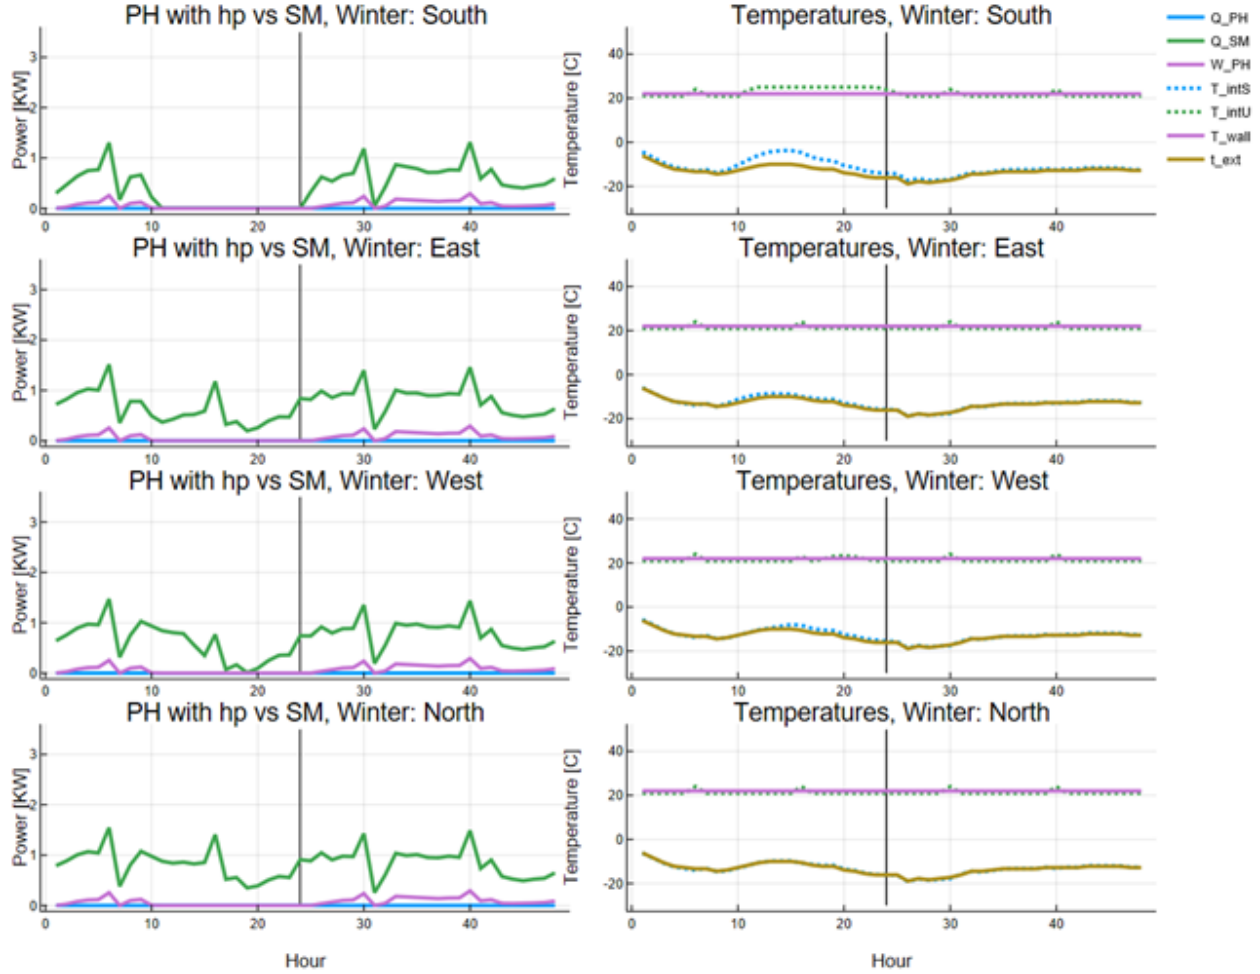 PH with hp vs SM, Winter: South
Temperatures, Winter: South
Q_PH
Q_SM
W_PH
T_intS
T_intU
T_wall
t_ext
Power [KW]
3
2
1
0
0 10 20 30 40
Temperature [C]
40
20
0
-20
0 10 20 30 40
PH with hp vs SM, Winter: East
Temperatures, Winter: East
Power [KW]
3
2
1
0
0 10 20 30 40
Temperature [C]
40
20
0
-20
0 10 20 30 40
PH with hp vs SM, Winter: West
Temperatures, Winter: West
Power [KW]
3
2
1
0
0 10 20 30 40
Temperature [C]
40
20
0
-20
0 10 20 30 40
PH with hp vs SM, Winter: North
Temperatures, Winter: North
Power [KW]
3
2
1
0
0 10 20 30 40
Temperature [C]
40
20
0
-20
0 10 20 30 40
Hour
Hour